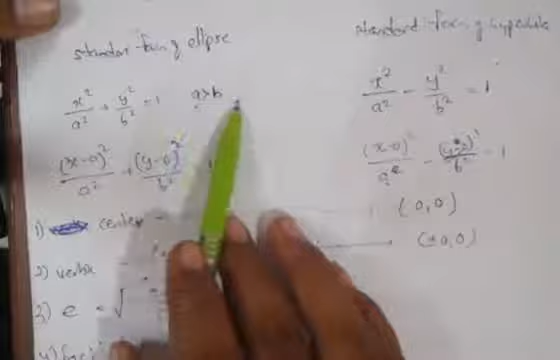 standar form of ellipse
standard form of hyperbola
x²/a² + y²/b² = 1 a>b
x²/a² - y²/b² = 1
(x-0)²/a² + (y-0)²/b²
(x-0)²/a² - (y-0)²/b² = 1
1) center - (0,0)
2) vertex - (±a,0)
3) e = √
4)